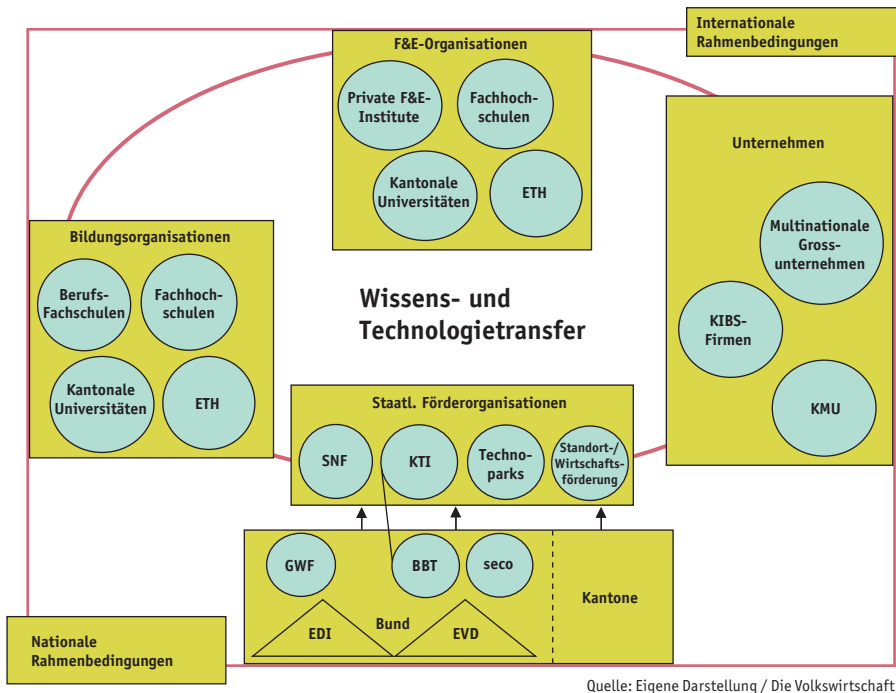 Internationale
Rahmenbedingungen
F&E-Organisationen
Private F&E-
Institute
Fachhoch-
schulen
Kantonale
Universitäten
ETH
Unternehmen
Multinationale
Gross-
unternehmen
KIBS-
Firmen
KMU
Bildungsorganisationen
Berufs-
Fachschulen
Fachhoch-
schulen
Kantonale
Universitäten
ETH
Wissens- und
Technologietransfer
Staatl. Förderorganisationen
SNF
KTI
Techno-
parks
Standort-/
Wirtschafts-
förderung
GWF
BBT
seco
Bund
EDI
EVD
Kantone
Nationale
Rahmenbedingungen
Quelle: Eigene Darstellung / Die Volkswirtschaft